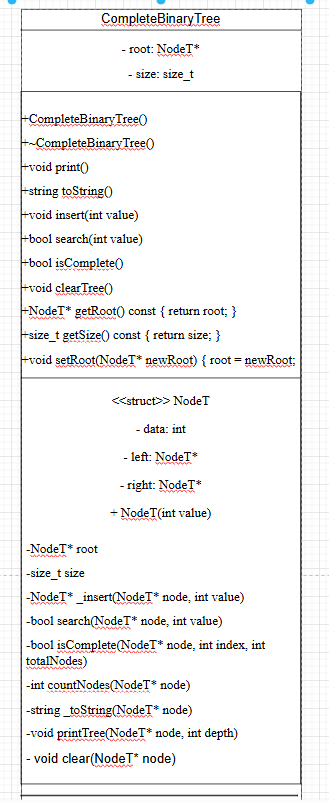 CompleteBinaryTree
- root: NodeT*
- size: size_t
+CompleteBinaryTree()
+~CompleteBinaryTree()
+void print()
+string toString()
+void insert(int value)
+bool search(int value)
+bool isComplete()
+void clearTree()
+NodeT* getRoot() const { return root; }
+size_t getSize() const { return size; }
+void setRoot(NodeT* newRoot) { root = newRoot;
<<struct>> NodeT
- data: int
- left: NodeT*
- right: NodeT*
+ NodeT(int value)
-NodeT* root
-size_t size
-NodeT* _insert(NodeT* node, int value)
-bool search(NodeT* node, int value)
-bool isComplete(NodeT* node, int index, int
totalNodes)
-int countNodes(NodeT* node)
-string _toString(NodeT* node)
-void printTree(NodeT* node, int depth)
- void clear(NodeT* node)